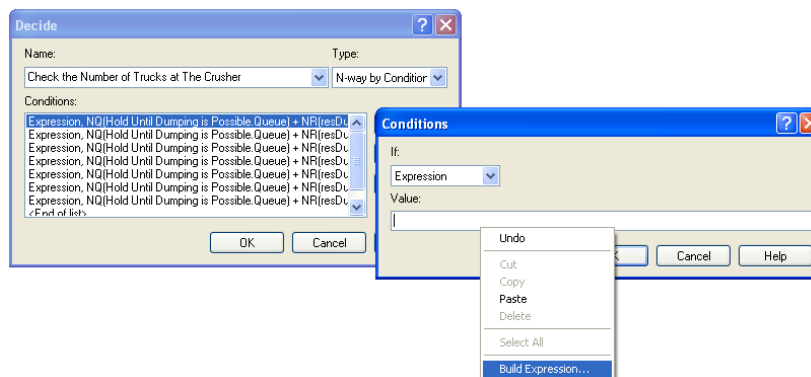 Decide
Name:
Type:
Check the Number of Trucks at The Crusher
N-way by Condition
Conditions:
Expression, NQ(Hold Until Dumping is Possible.Queue) + NR(resDu
Expression, NQ(Hold Until Dumping is Possible.Queue) + NR(resDu
Expression, NQ(Hold Until Dumping is Possible.Queue) + NR(resDu
Expression, NQ(Hold Until Dumping is Possible.Queue) + NR(resDu
Expression, NQ(Hold Until Dumping is Possible.Queue) + NR(resDu
Expression, NQ(Hold Until Dumping is Possible.Queue) + NR(resDu
Expression, NQ(Hold Until Dumping is Possible.Queue) + NR(resDu
<End of list>
OK
Cancel
Conditions
If:
Expression
Value:
Undo
Cut
Copy
Paste
Delete
Select All
Build Expression...
K
Cancel
Help